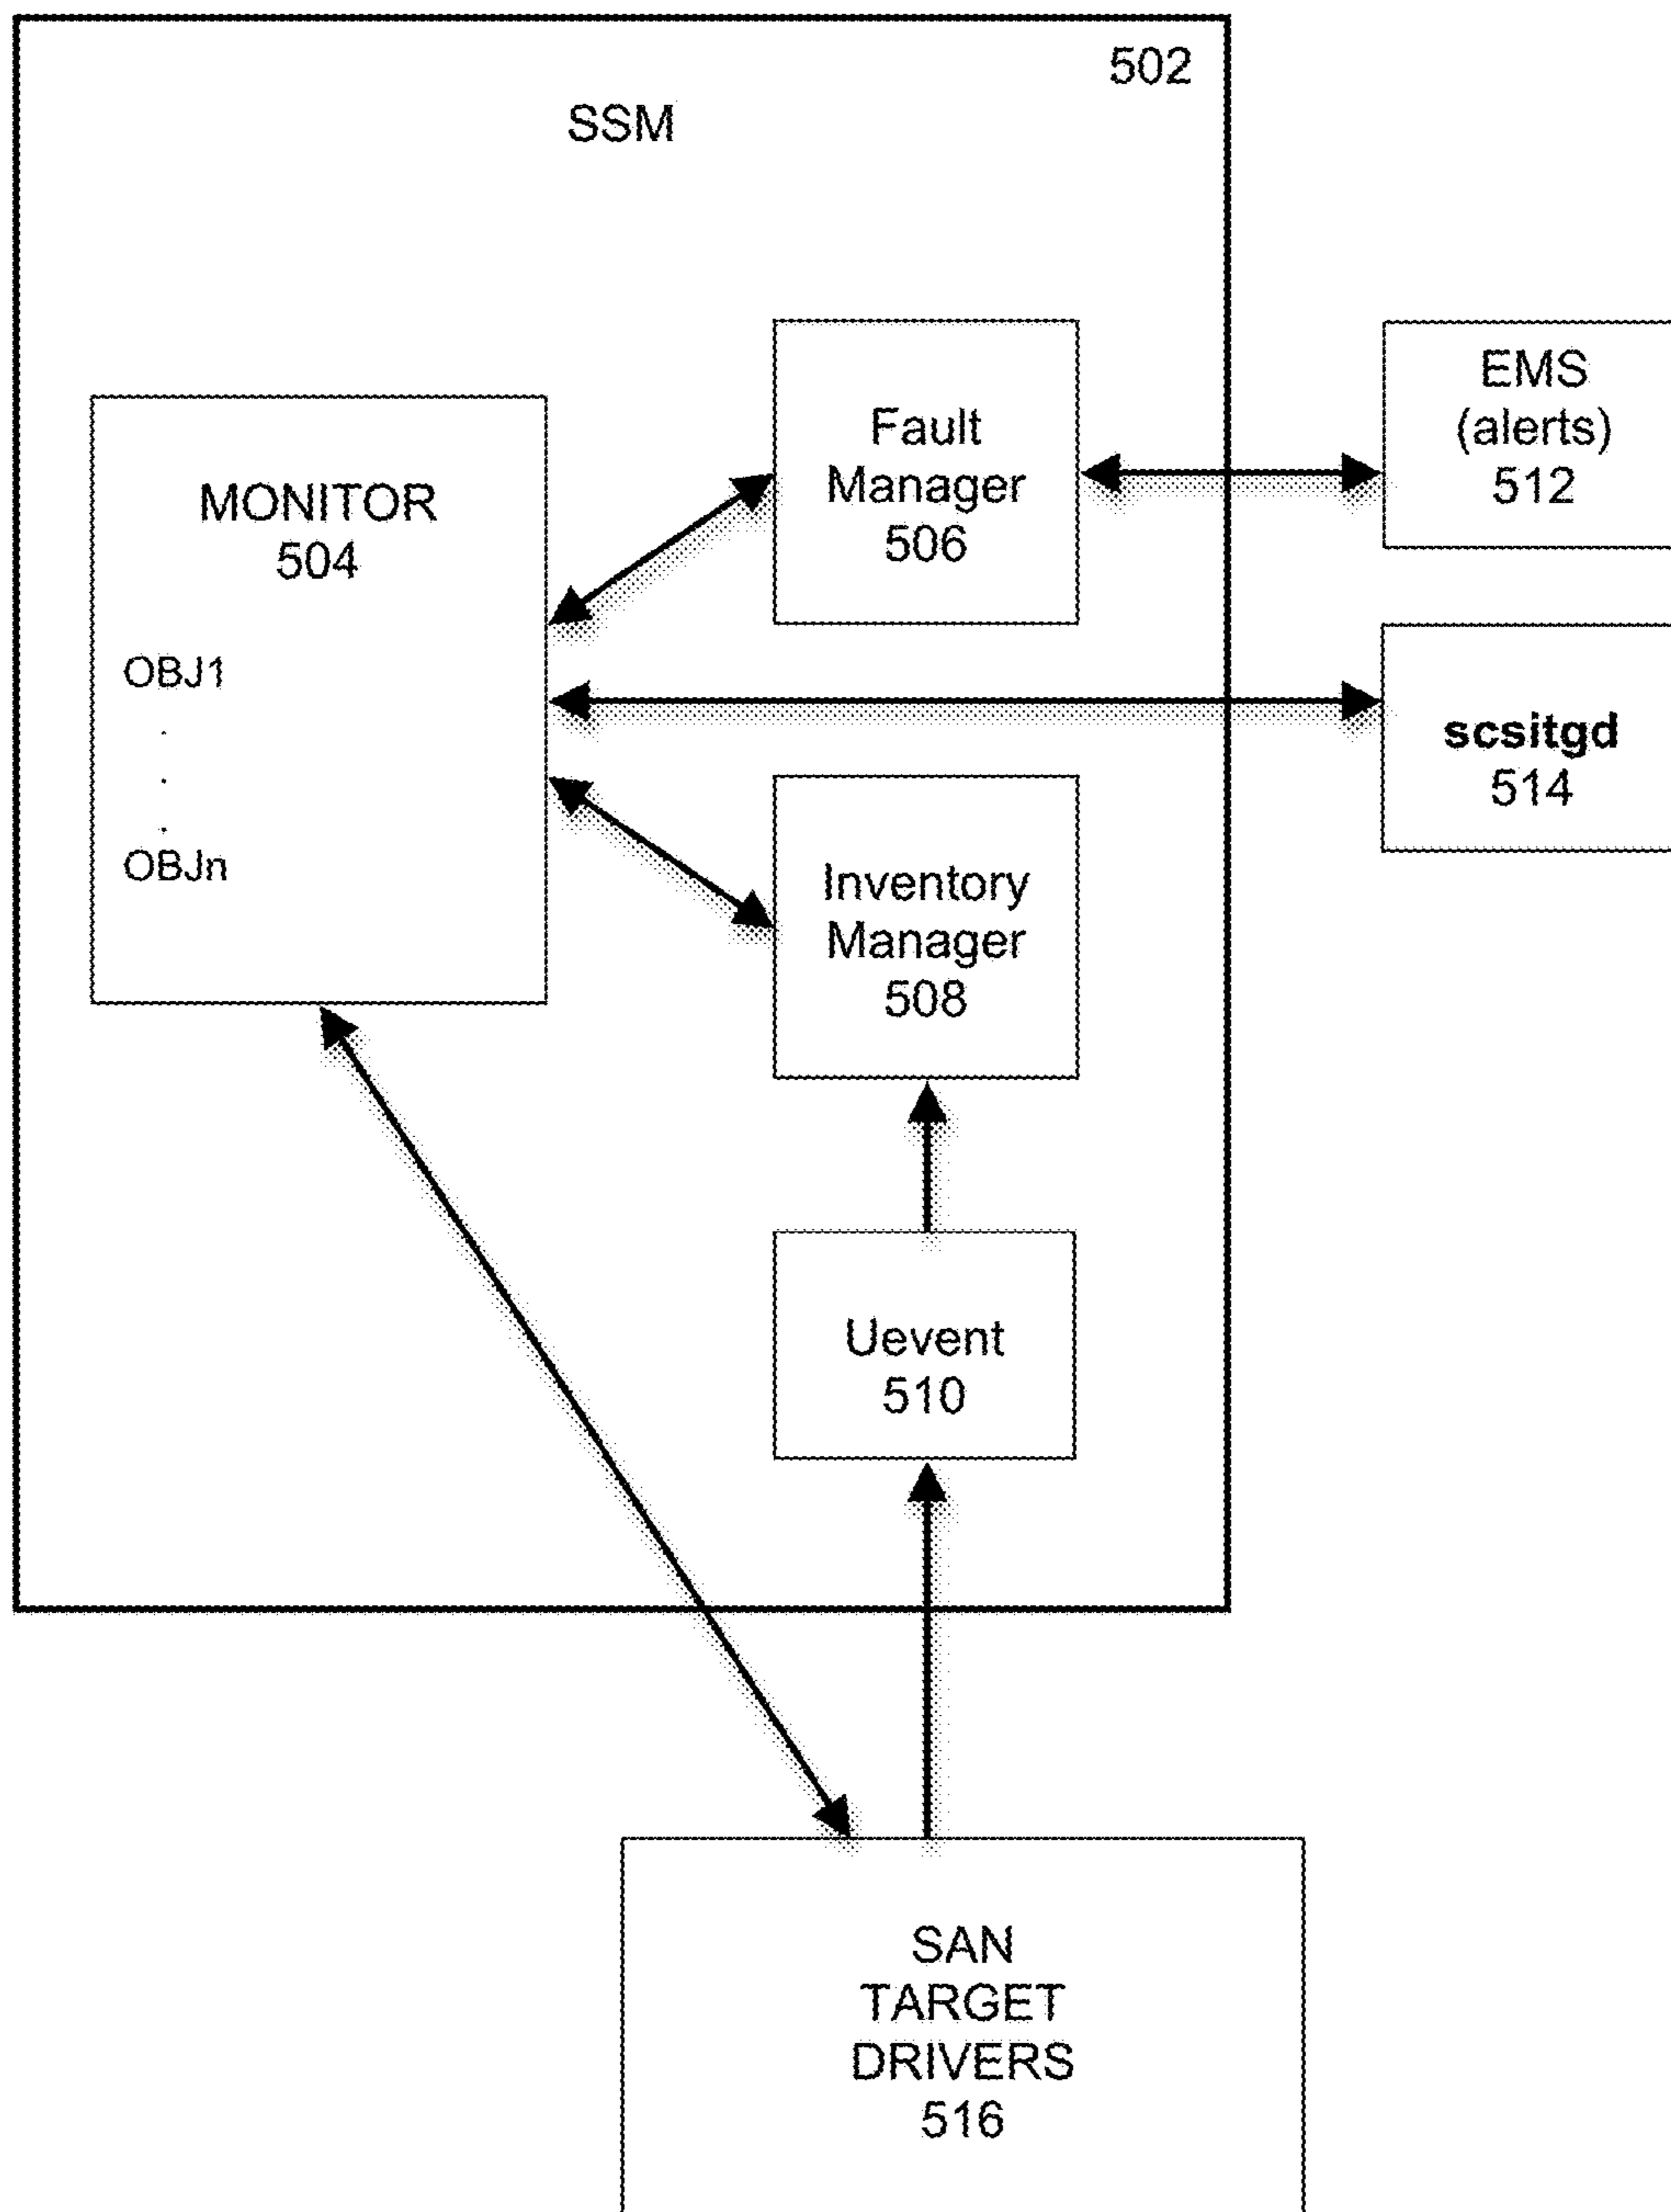 502
SSM
MONITOR
504
OBJ1
.
.
.
OBJn
Fault
Manager
506
EMS
(alerts)
512
scsitgd
514
Inventory
Manager
508
Uevent
510
SAN
TARGET
DRIVERS
516